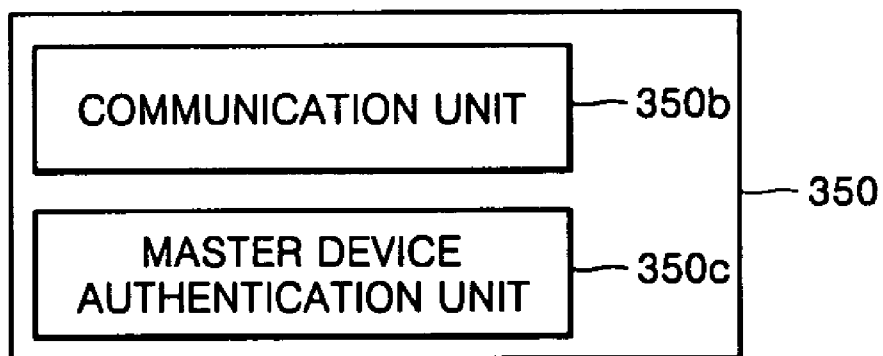 COMMUNICATION UNIT
350b
350
MASTER DEVICE
AUTHENTICATION UNIT
350c